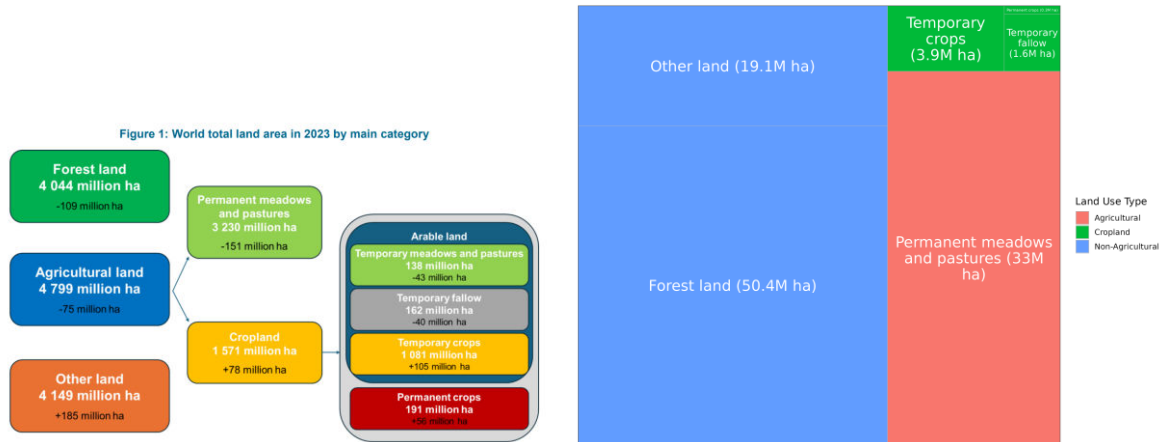 Figure 1: World total land area in 2023 by main category
Forest land
4 044 million ha
-109 million ha
Agricultural land
4 799 million ha
-75 million ha
Other land
4 149 million ha
+185 million ha
Permanent meadows
and pastures
3 230 million ha
-151 million ha
Cropland
1 571 million ha
+78 million ha
Arable land
Temporary meadows and pastures
138 million ha
-43 million ha
Temporary fallow
162 million ha
-40 million ha
Temporary crops
1 081 million ha
+105 million ha
Permanent crops
191 million ha
+56 million ha
Other land (19.1M ha)
Forest land (50.4M ha)
Temporary
crops
(3.9M ha)
Permanent crops
Temporary
fallow
(1.6M ha)
Permanent meadows
and pastures (33M
ha)
Land Use Type
Agricultural
Cropland
Non-Agricultural